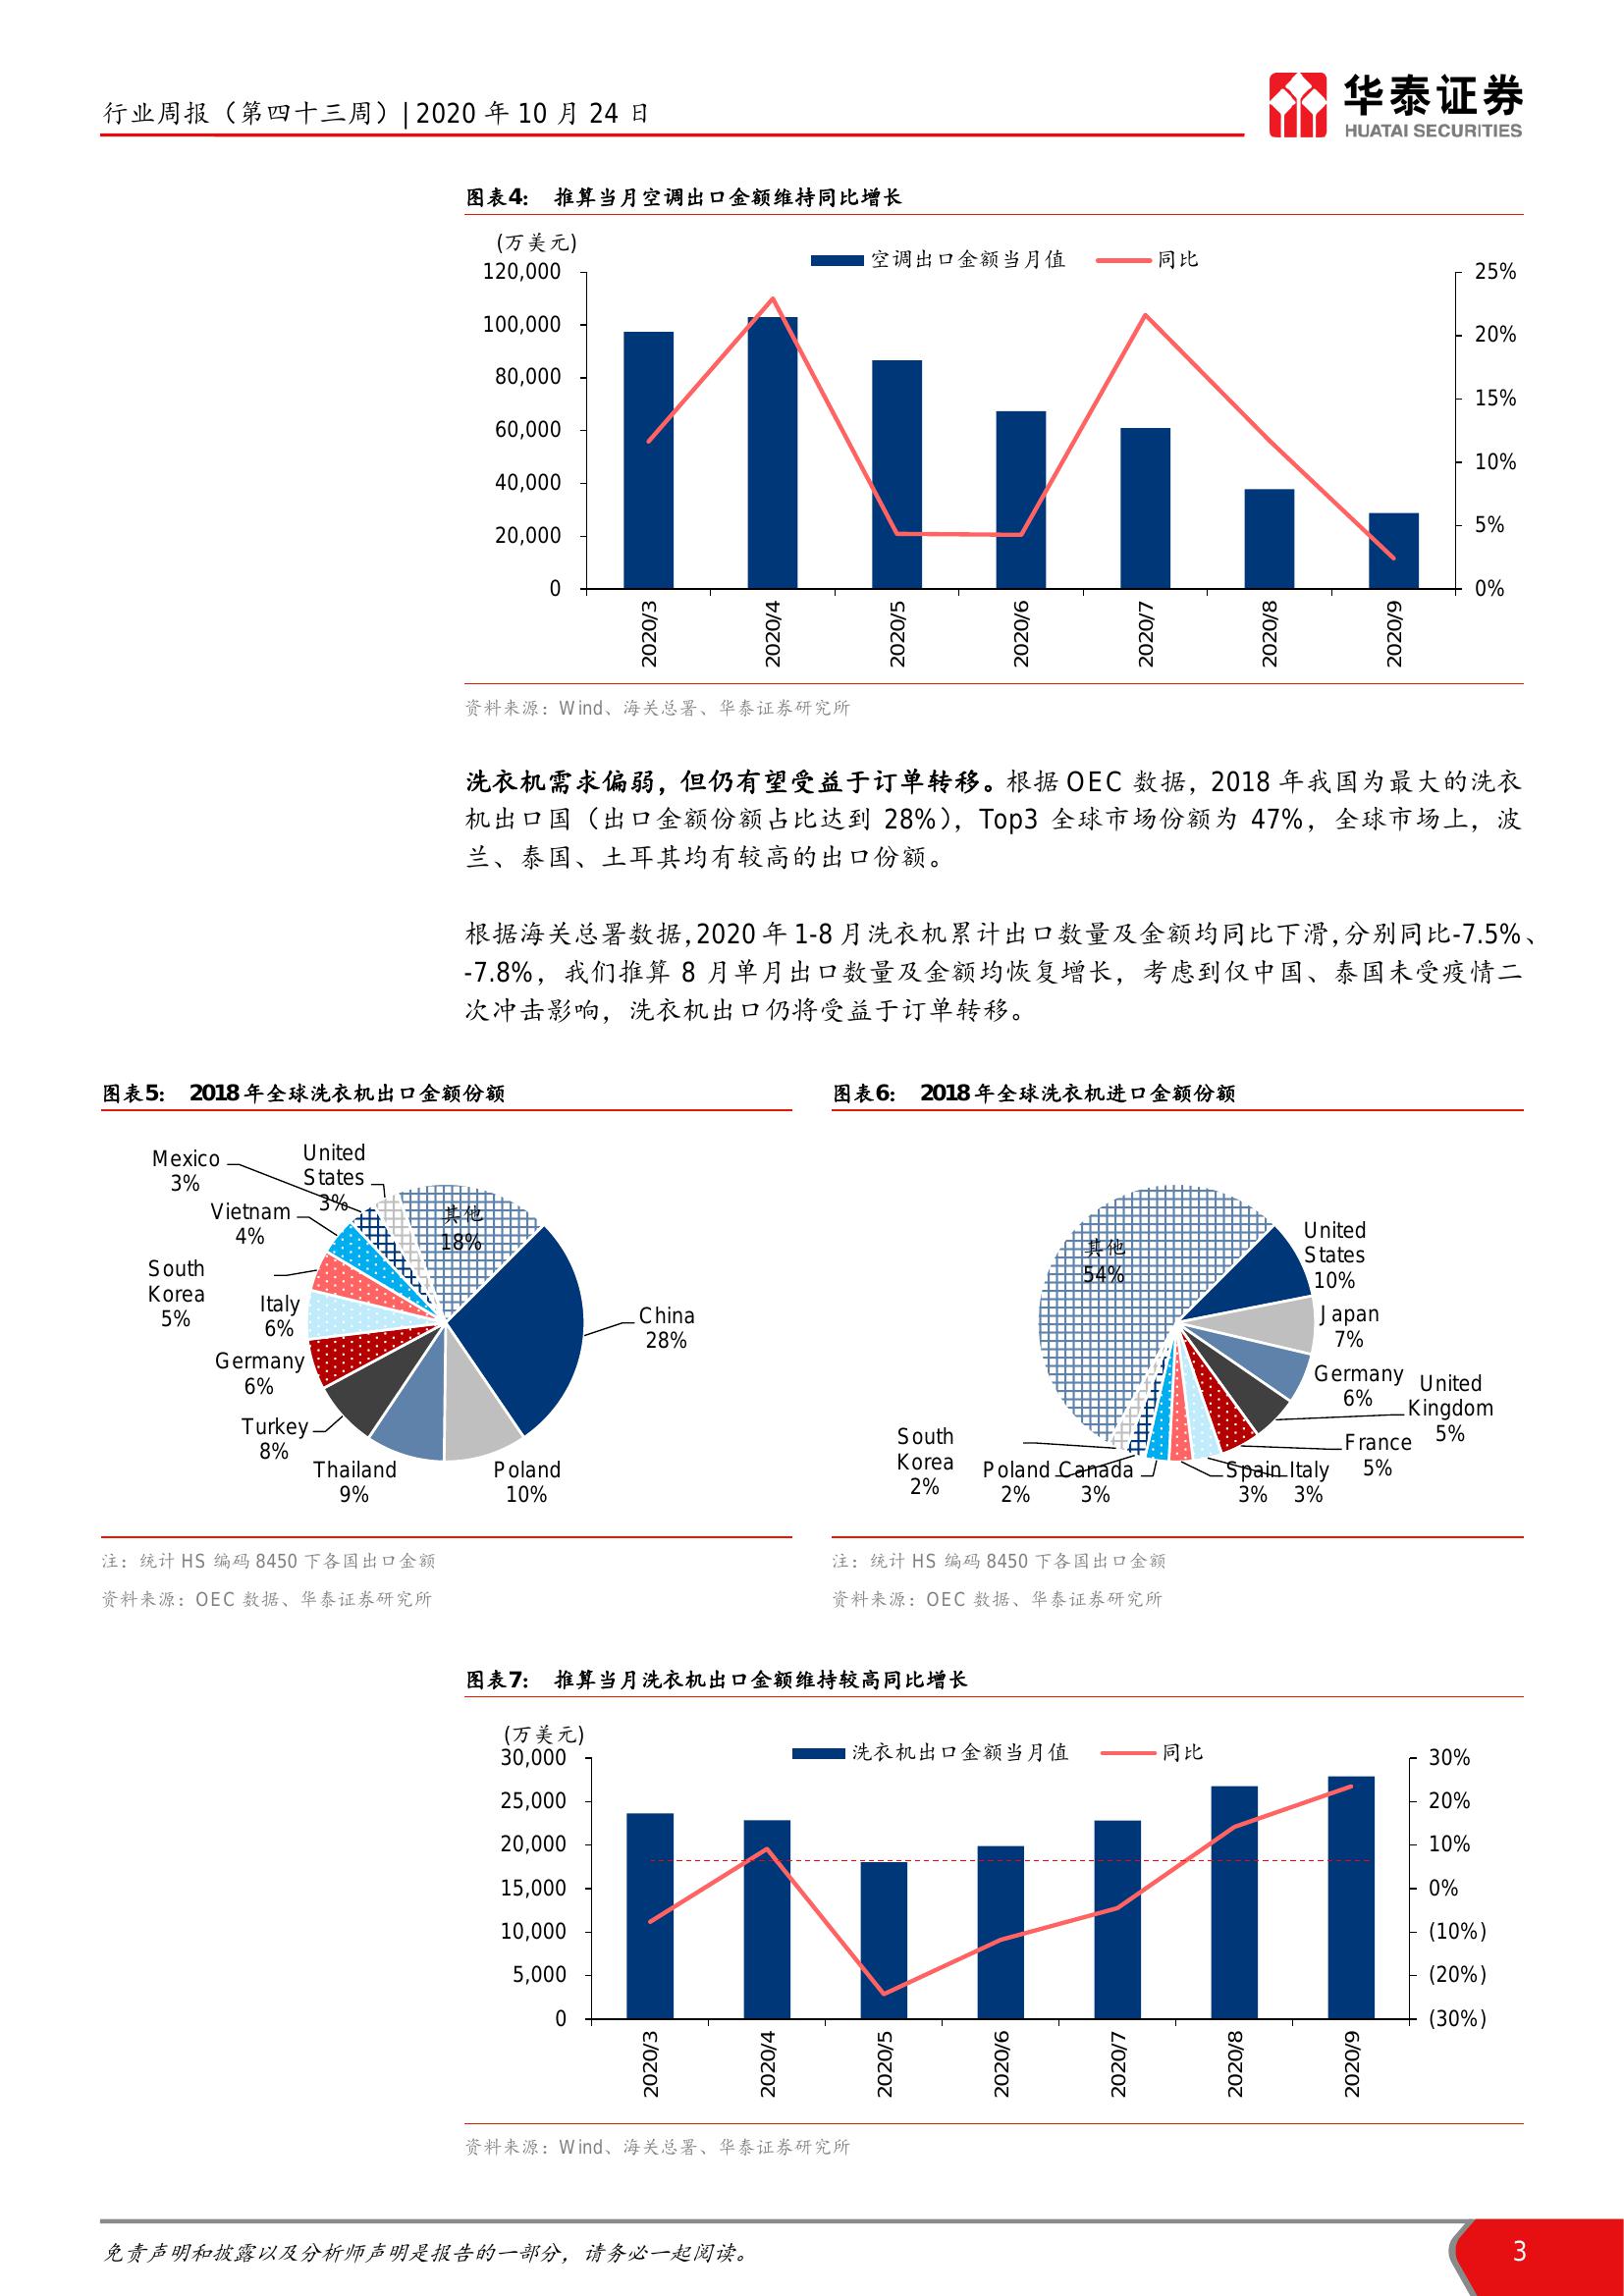 行业周报（第四十三周）| 2020 年 10 月 24 日
华泰证券
HUATAI SECURITIES
图表4： 推算当月空调出口金额维持同比增长
(万美元)
空调出口金额当月值 同比
120,000
100,000
80,000
60,000
40,000
20,000
0
25%
20%
15%
10%
5%
0%
2020/3
2020/4
2020/5
2020/6
2020/7
2020/8
2020/9
资料来源：Wind、海关总署、华泰证券研究所
洗衣机需求偏弱，但仍有望受益于订单转移。根据 OEC 数据，2018 年我国为最大的洗衣
机出口国（出口金额份额占比达到 28%），Top3 全球市场份额为 47%，全球市场上，波
兰、泰国、土耳其均有较高的出口份额。
根据海关总署数据，2020 年 1-8 月洗衣机累计出口数量及金额均同比下滑，分别同比-7.5%、
-7.8%，我们推算 8 月单月出口数量及金额均恢复增长，考虑到仅中国、泰国未受疫情二
次冲击影响，洗衣机出口仍将受益于订单转移。
图表5： 2018 年全球洗衣机出口金额份额
Mexico
3%
United
States
3%
Vietnam
4%
South
Korea
5%
Italy
6%
Germany
6%
Turkey
8%
Thailand
9%
Poland
10%
China
28%
其他
18%
注：统计 HS 编码 8450 下各国出口金额
资料来源：OEC 数据、华泰证券研究所
图表6： 2018 年全球洗衣机进口金额份额
其他
54%
United
States
10%
Japan
7%
Germany
6%
United
Kingdom
5%
France
5%
Italy
3%
Spain
3%
Canada
3%
Poland
2%
South
Korea
2%
注：统计 HS 编码 8450 下各国出口金额
资料来源：OEC 数据、华泰证券研究所
图表7： 推算当月洗衣机出口金额维持较高同比增长
(万美元)
洗衣机出口金额当月值 同比
30,000
25,000
20,000
15,000
10,000
5,000
0
30%
20%
10%
0%
(10%)
(20%)
(30%)
2020/3
2020/4
2020/5
2020/6
2020/7
2020/8
2020/9
资料来源：Wind、海关总署、华泰证券研究所
免责声明和披露以及分析师声明是报告的一部分，请务必一起阅读。
3